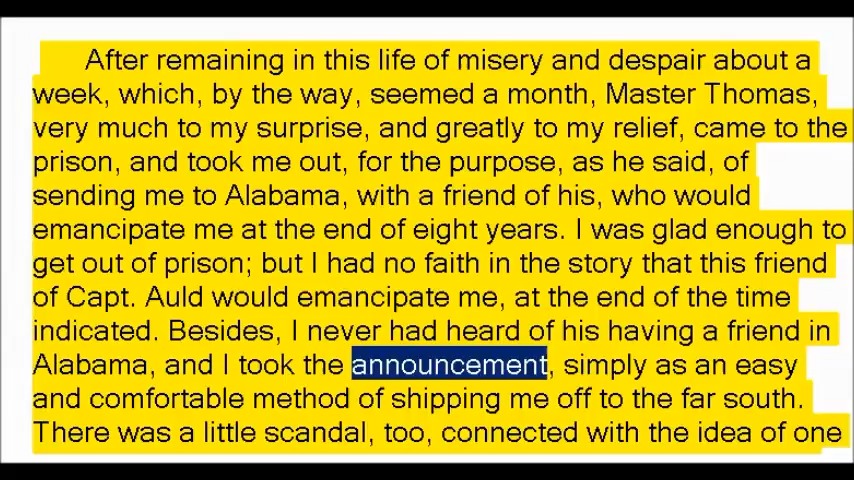 After remaining in this life of misery and despair about a
week, which, by the way, seemed a month, Master Thomas,
very much to my surprise, and greatly to my relief, came to the
prison, and took me out, for the purpose, as he said, of
sending me to Alabama, with a friend of his, who would
emancipate me at the end of eight years. I was glad enough to
get out of prison; but I had no faith in the story that this friend
of Capt. Auld would emancipate me, at the end of the time
indicated. Besides, I never had heard of his having a friend in
Alabama, and I took the announcement, simply as an easy
and comfortable method of shipping me off to the far south.
There was a little scandal, too, connected with the idea of one